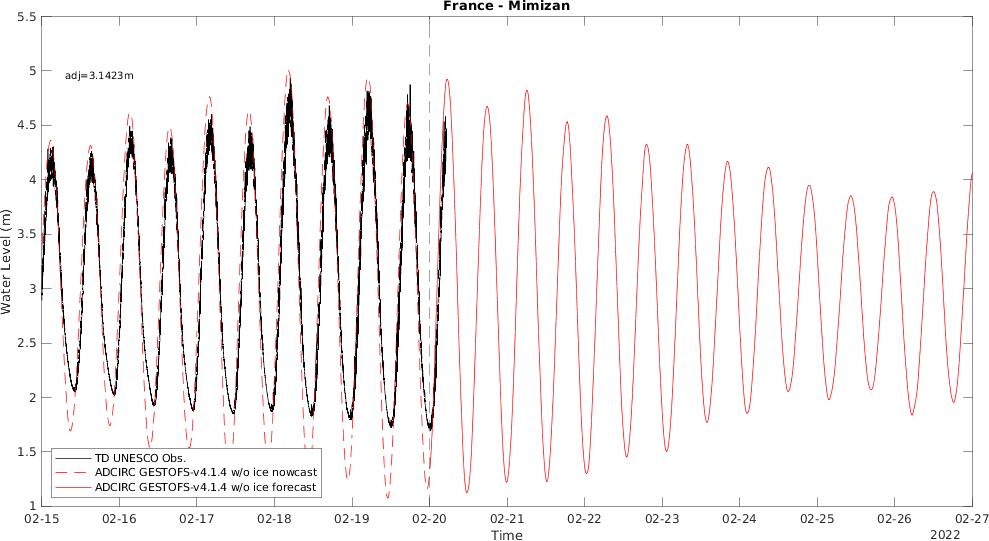 France - Mimizan
5.5
5
4.5
4
3.5
3
2.5
2
1.5
1
Water Level (m)
adj=3.1423m
TD UNESCO Obs.
ADCIRC GESTOFS-v4.1.4 w/o ice nowcast
ADCIRC GESTOFS-v4.1.4 w/o ice forecast
02-15 02-16 02-17 02-18 02-19 02-20 02-21 02-22 02-23 02-24 02-25 02-26 02-27
Time
2022